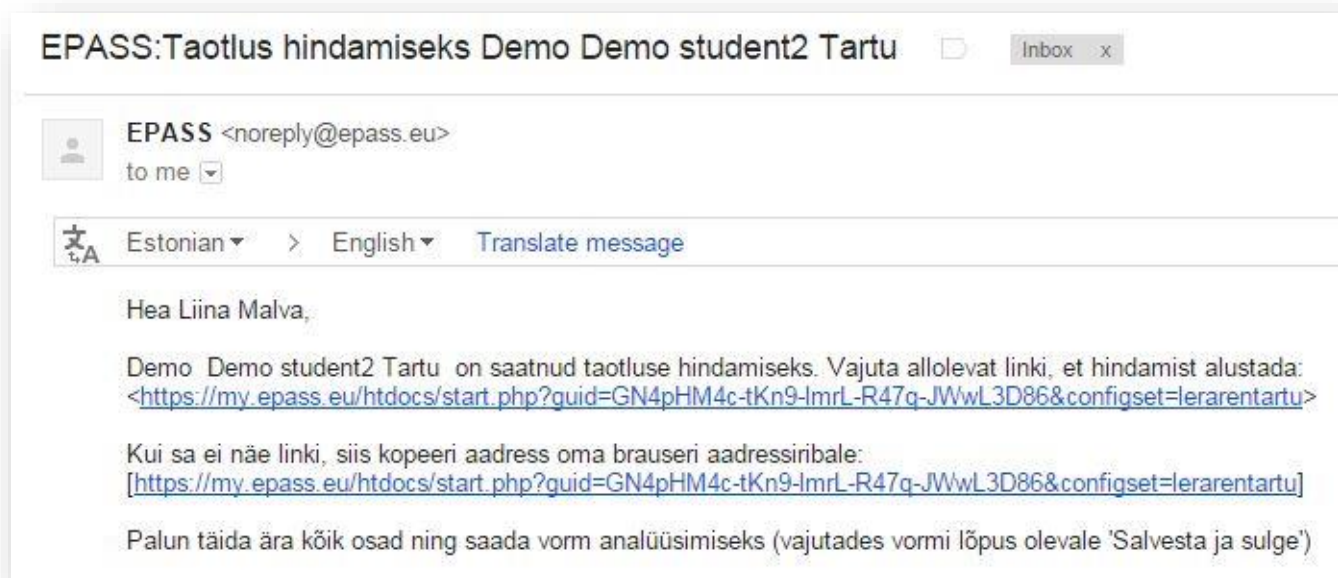 EPASS:Taotlus hindamiseks Demo Demo student2 Tartu Inbox x
EPASS <noreply@epass.eu>
to me
Estonian > English Translate message
Hea Liina Malva,
Demo Demo student2 Tartu on saatnud taotluse hindamiseks. Vajuta allolevat linki, et hindamist alustada:
<https://my.epass.eu/htdocs/start.php?guid=GN4pHM4c-tKn9-lmrL-R47q-JWwL3D86&configset=lerarentartu>
Kui sa ei näe linki, siis kopeeri aadress oma brauseri aadressiribale:
[https://my.epass.eu/htdocs/start.php?guid=GN4pHM4c-tKn9-lmrL-R47q-JWwL3D86&configset=lerarentartu]
Palun täida ära kõik osad ning saada vorm analüüsimiseks (vajutades vormi lõpus olevale 'Salvesta ja sulge')